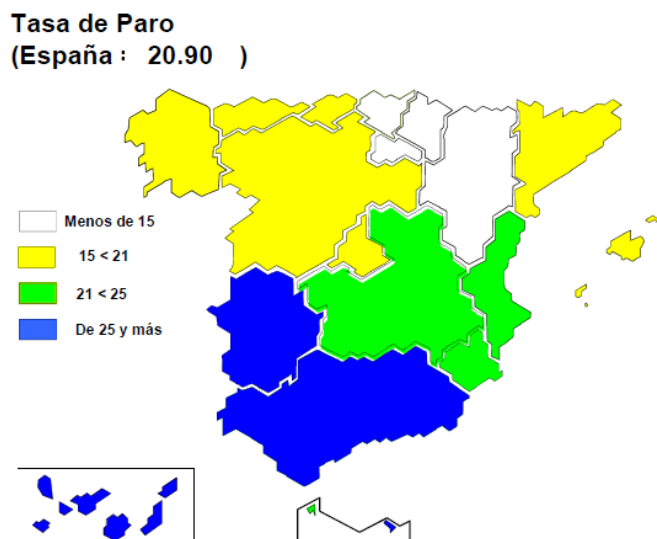 Tasa de Paro
(España : 20.90 )
Menos de 15
15 < 21
21 < 25
De 25 y más